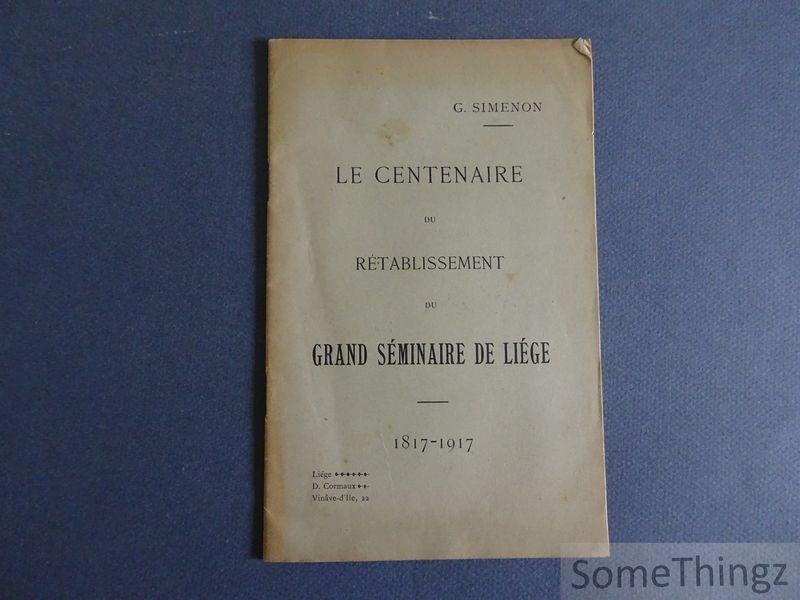 G. SIMENON
LE CENTENAIRE
DU
RÉTABLISSEMENT
DU
GRAND SÉMINAIRE DE LIÉGE
1817-1917
Liége
D. Cormaux
Vinâve-d'Ile, 22
SomeThingz